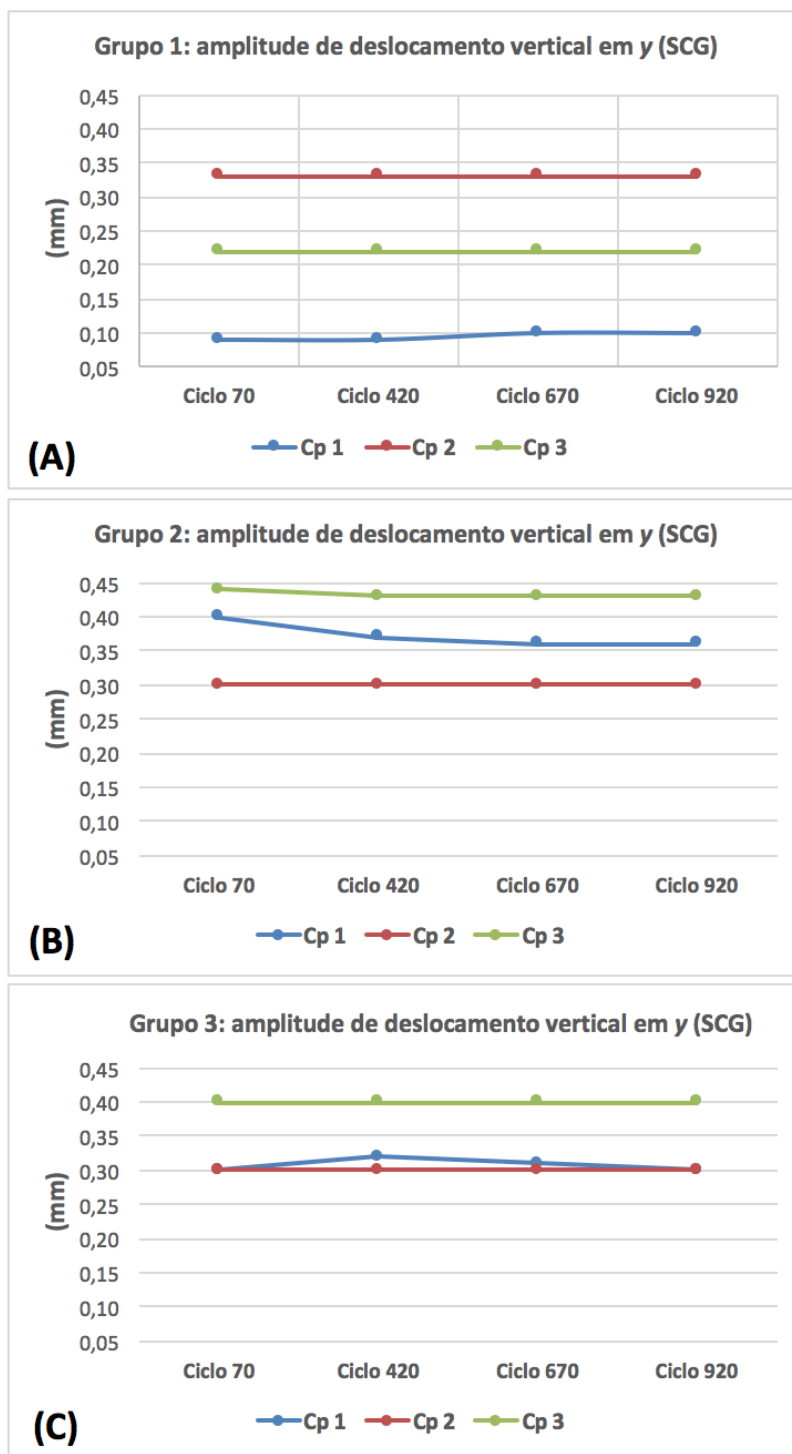 Grupo 1: amplitude de deslocamento vertical em y (SCG)
0,45
0,40
0,35
0,30
0,25
0,20
0,15
0,10
0,05
(mm)
Ciclo 70 Ciclo 420 Ciclo 670 Ciclo 920
Cp 1 Cp 2 Cp 3
(A)
Grupo 2: amplitude de deslocamento vertical em y (SCG)
0,45
0,40
0,35
0,30
0,25
0,20
0,15
0,10
0,05
(mm)
Ciclo 70 Ciclo 420 Ciclo 670 Ciclo 920
Cp 1 Cp 2 Cp 3
(B)
Grupo 3: amplitude de deslocamento vertical em y (SCG)
0,45
0,40
0,35
0,30
0,25
0,20
0,15
0,10
0,05
(mm)
Ciclo 70 Ciclo 420 Ciclo 670 Ciclo 920
Cp 1 Cp 2 Cp 3
(C)